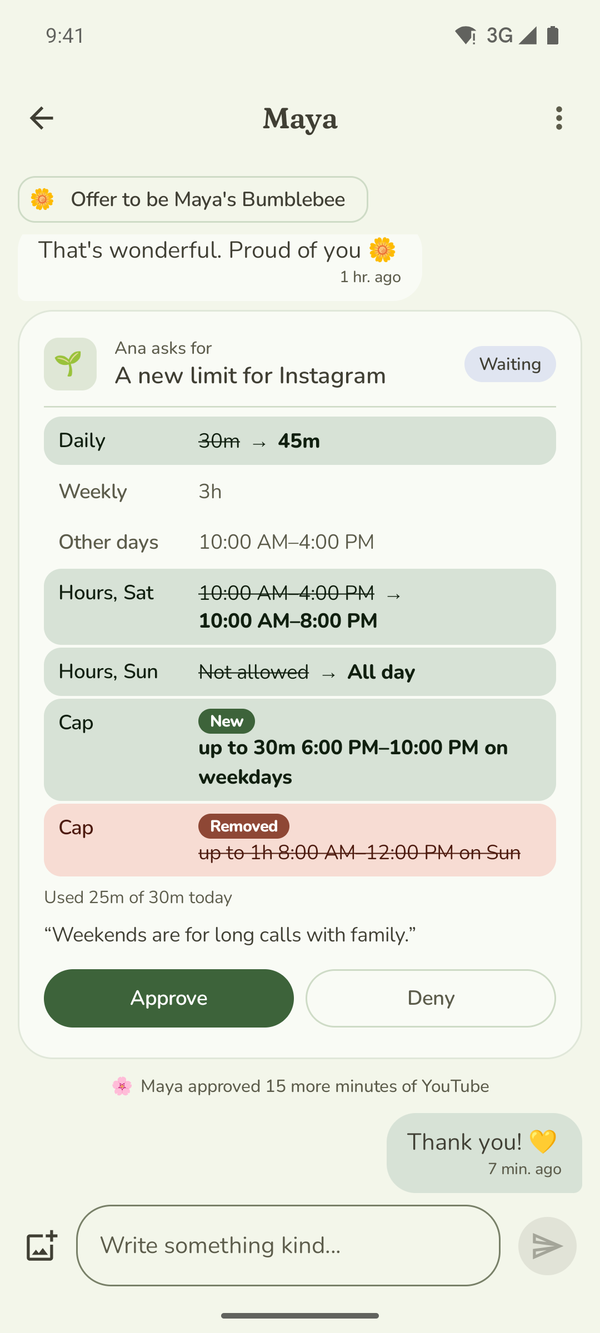 9:41
3G
Maya
🌼 Offer to be Maya's Bumblebee
That's wonderful. Proud of you 🌼
1 hr. ago
Ana asks for
A new limit for Instagram
Waiting
Daily 30m → 45m
Weekly 3h
Other days 10:00 AM–4:00 PM
Hours, Sat 10:00 AM–4:00 PM →
10:00 AM–8:00 PM
Hours, Sun Not allowed → All day
Cap New
up to 30m 6:00 PM–10:00 PM on
weekdays
Cap Removed
up to 1h 8:00 AM–12:00 PM on Sun
Used 25m of 30m today
“Weekends are for long calls with family.”
Approve Deny
🌸 Maya approved 15 more minutes of YouTube
Thank you! 💛
7 min. ago
Write something kind...